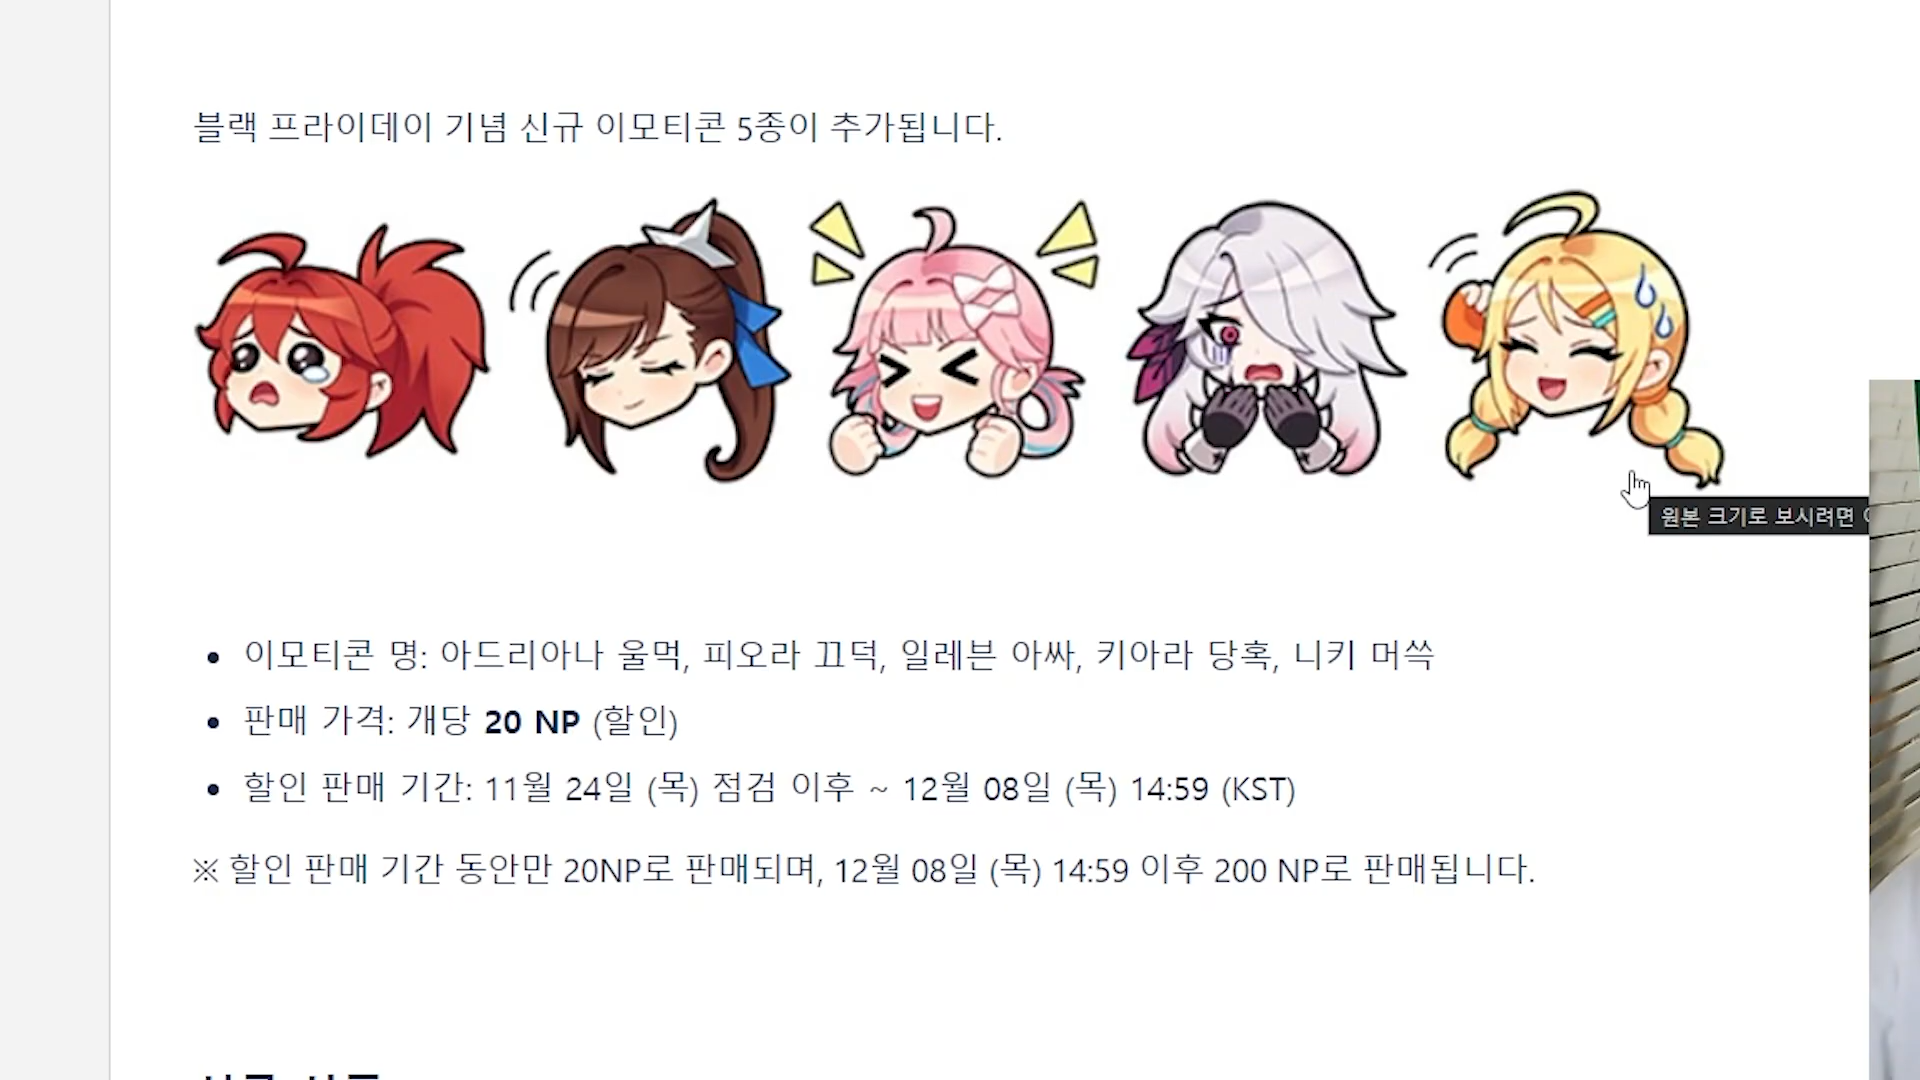 블랙 프라이데이 기념 신규 이모티콘 5종이 추가됩니다.
원본 크기로 보시려면
• 이모티콘 명: 아드리아나 울먹, 피오라 끄덕, 일레븐 아싸, 키아라 당혹, 니키 머쓱
• 판매 가격: 개당 20 NP (할인)
• 할인 판매 기간: 11월 24일 (목) 점검 이후 ~ 12월 08일 (목) 14:59 (KST)
※ 할인 판매 기간 동안만 20NP로 판매되며, 12월 08일 (목) 14:59 이후 200 NP로 판매됩니다.